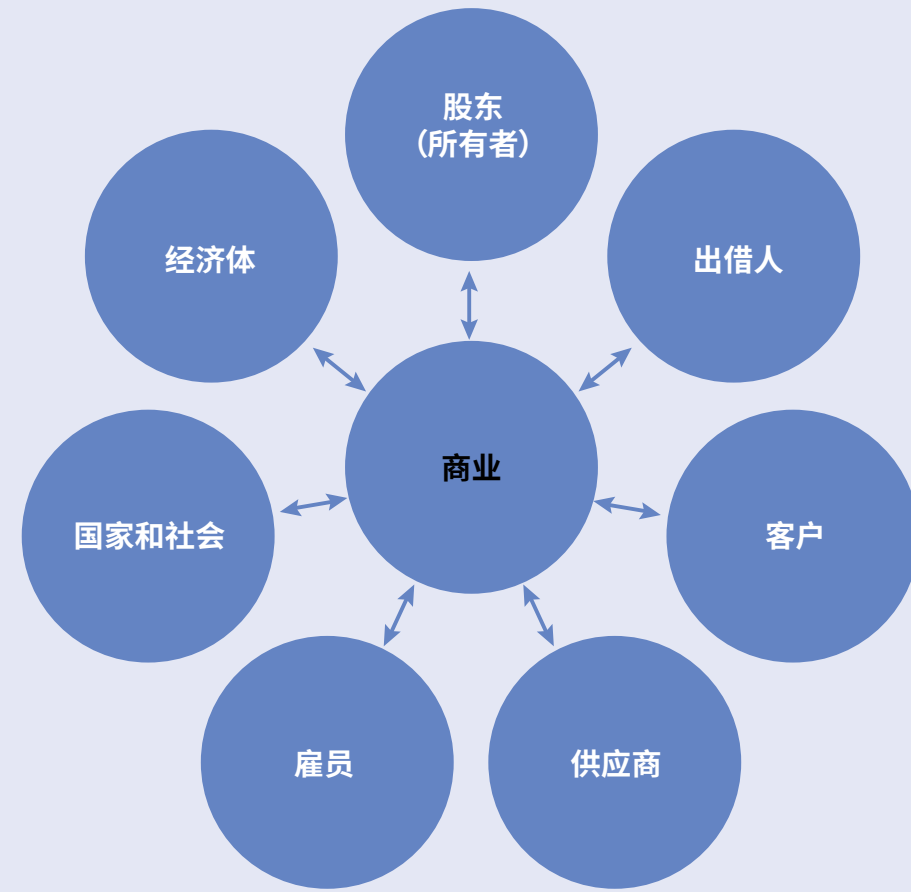 股东
（所有者）
经济体
出借人
商业
国家和社会
客户
雇员
供应商